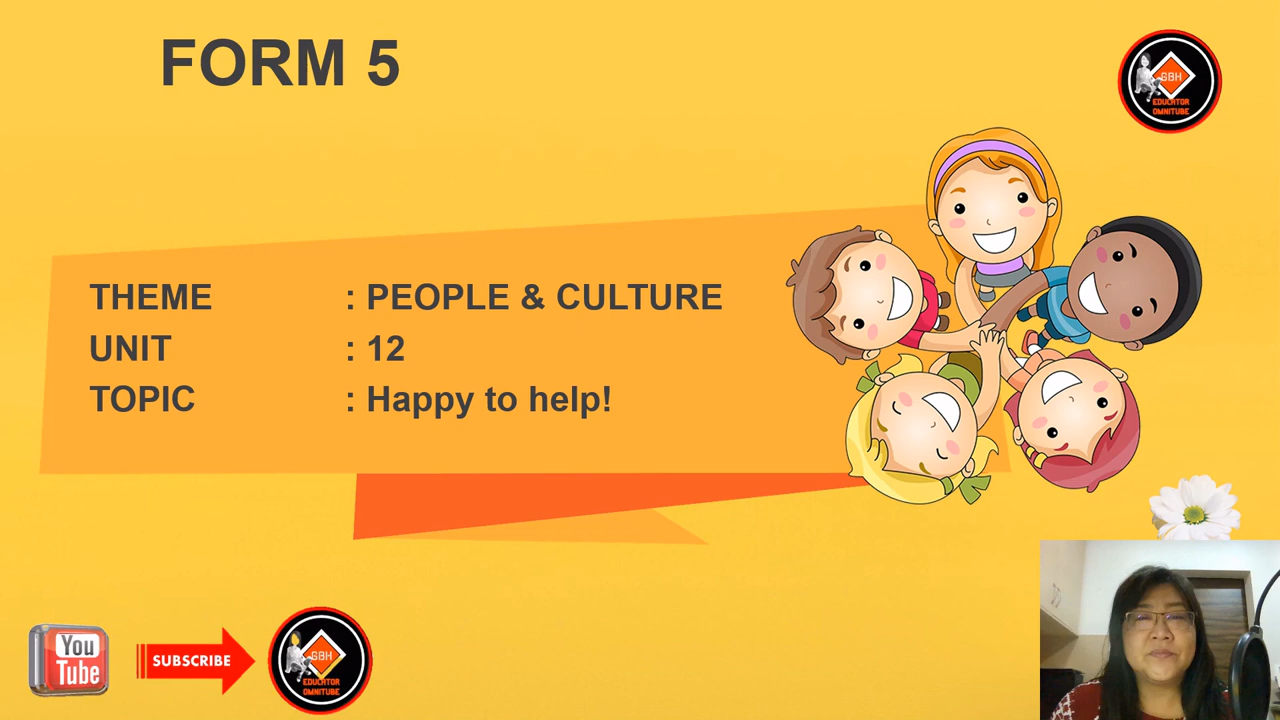 FORM 5
GBH
EDUCATOR
OMNITUBE
THEME : PEOPLE & CULTURE
UNIT : 12
TOPIC : Happy to help!
You
Tube
SUBSCRIBE
GBH
EDUCATOR
OMNITUBE